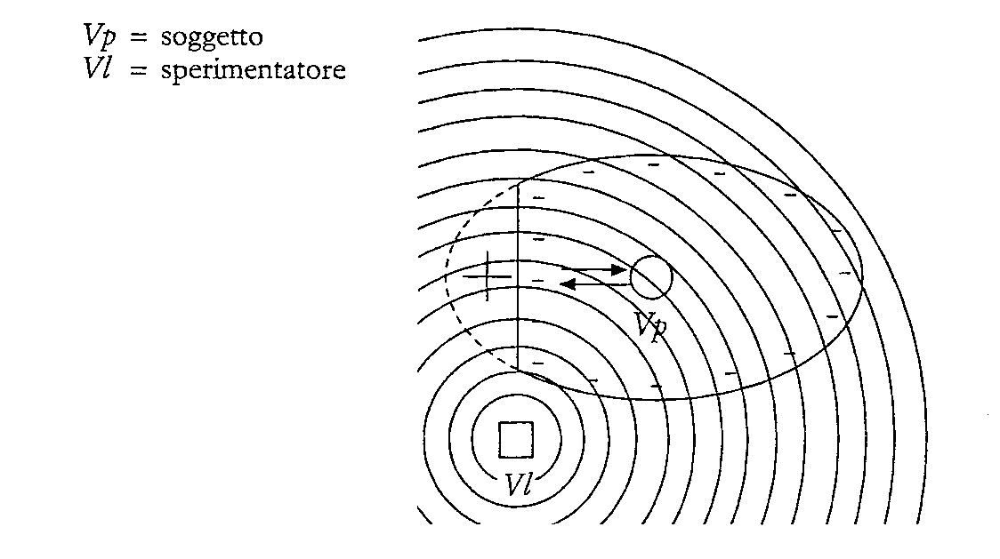 Vp = soggetto
Vl = sperimentatore
Vp
Vl